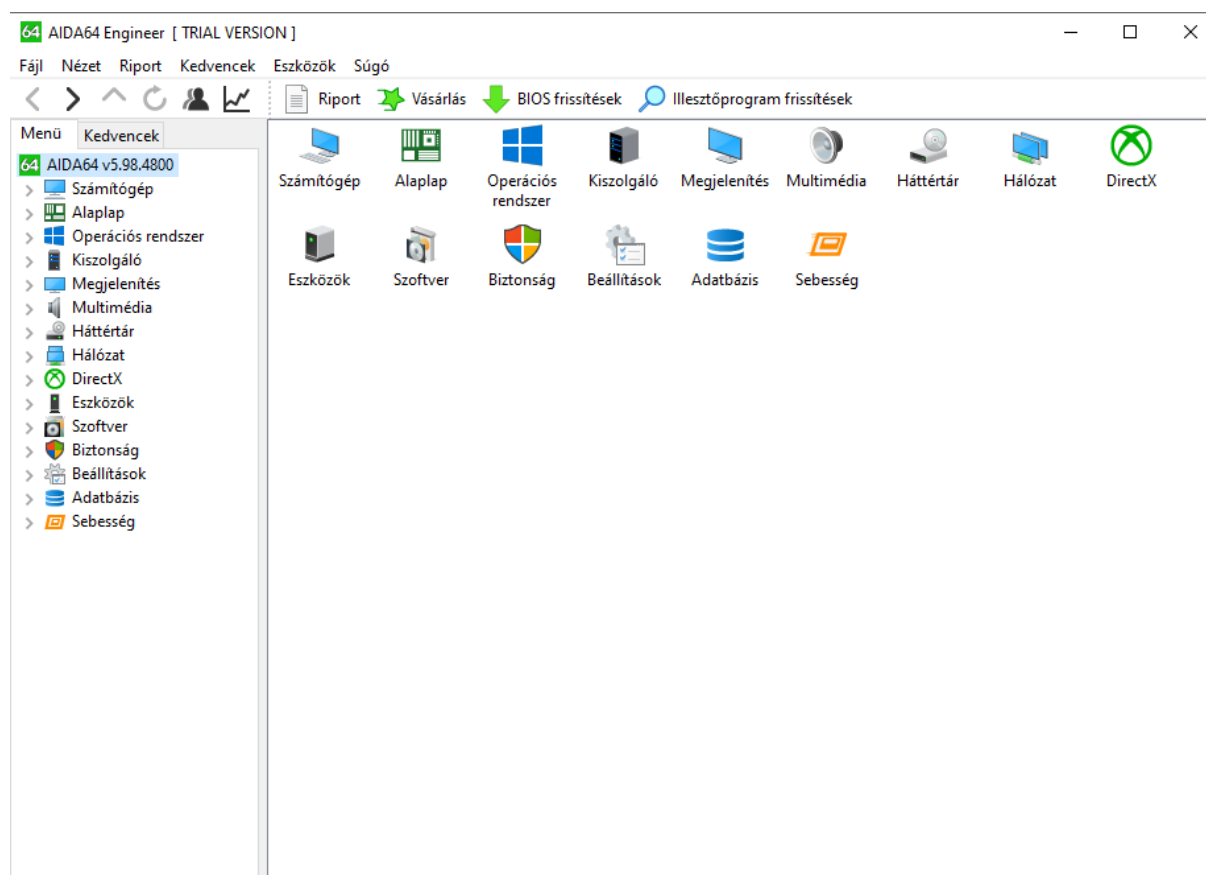 64 AIDA64 Engineer [ TRIAL VERSION ]
Fájl Nézet Riport Kedvencek Eszközök Súgó
Riport Vásárlás BIOS frissítések Illesztőprogram frissítések
Menü Kedvencek
64 AIDA64 v5.98.4800
Számítógép
Alaplap
Operációs rendszer
Kiszolgáló
Megjelenítés
Multimédia
Háttértár
Hálózat
DirectX
Eszközök
Szoftver
Biztonság
Beállítások
Adatbázis
Sebesség
Számítógép Alaplap Operációs rendszer Kiszolgáló Megjelenítés Multimédia Háttértár Hálózat DirectX
Eszközök Szoftver Biztonság Beállítások Adatbázis Sebesség